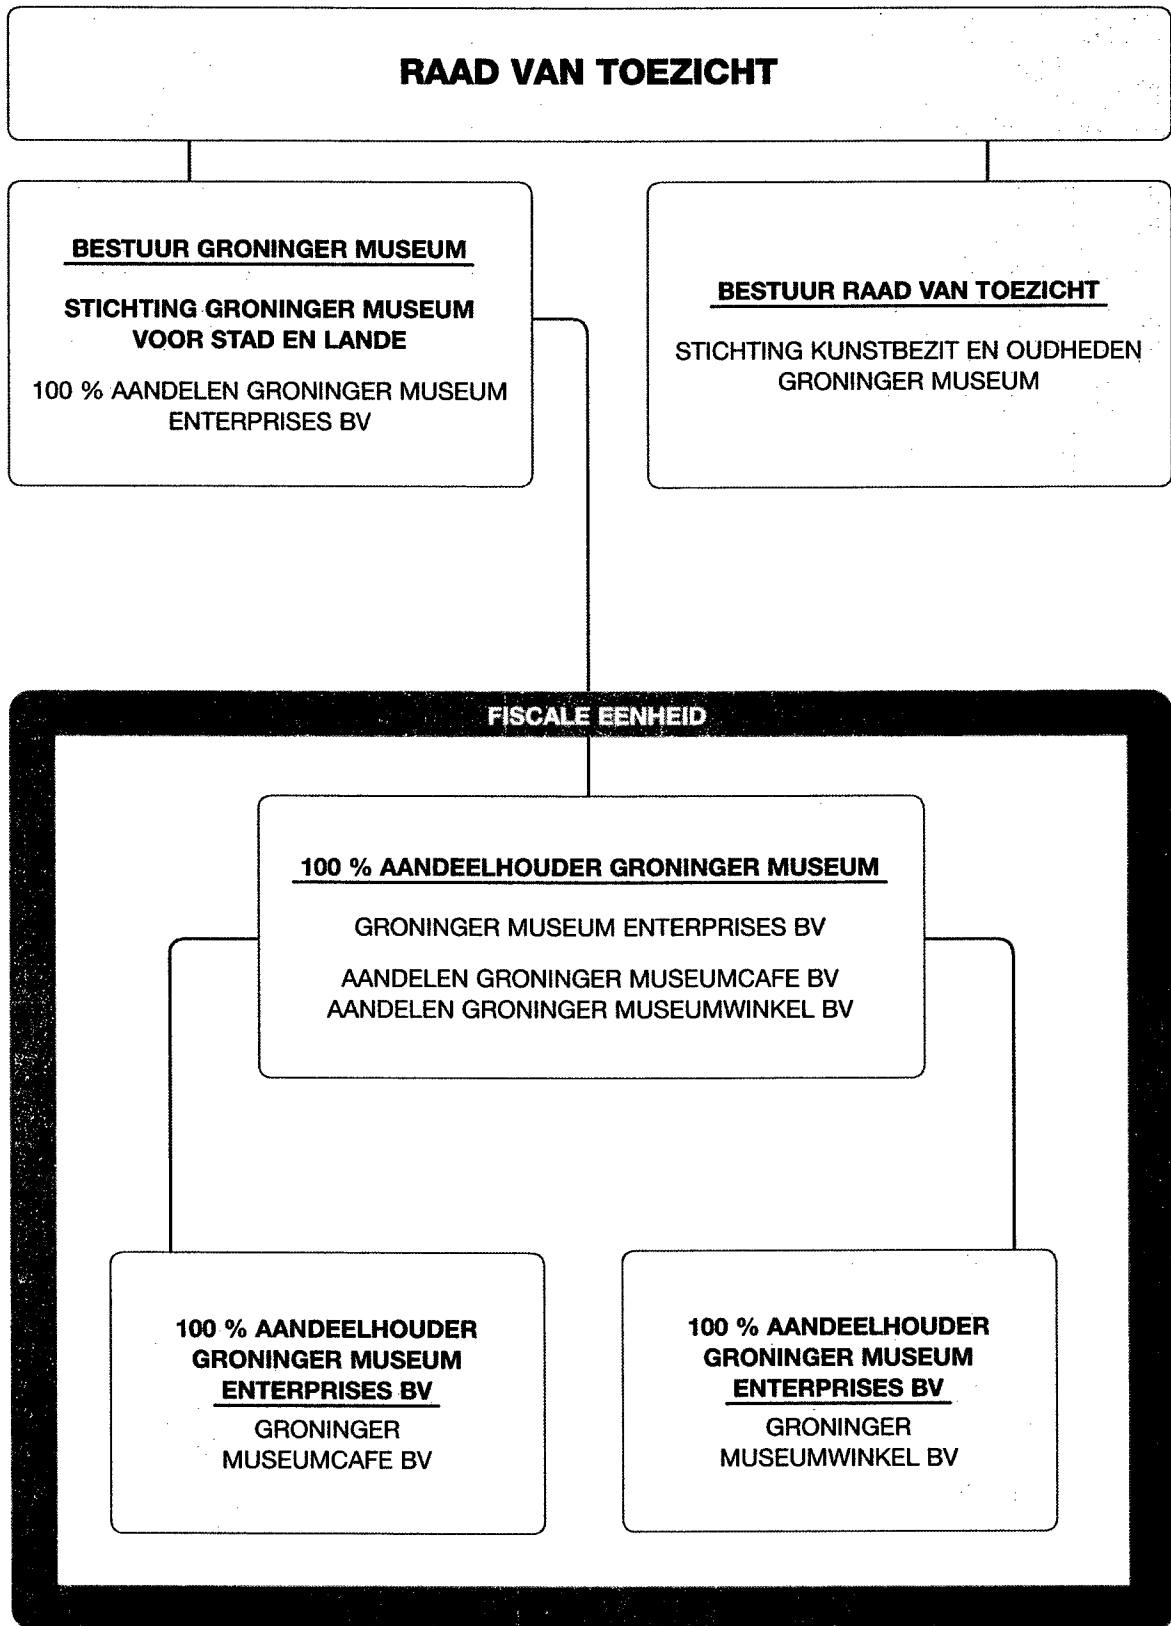 RAAD VAN TOEZICHT
BESTUUR GRONINGER MUSEUM
STICHTING GRONINGER MUSEUM
VOOR STAD EN LANDE
100 % AANDELEN GRONINGER MUSEUM
ENTERPRISES BV
BESTUUR RAAD VAN TOEZICHT
STICHTING KUNSTBEZIT EN OUDHEDEN
GRONINGER MUSEUM
FISCALE EENHEID
100 % AANDEELHOUDER GRONINGER MUSEUM
GRONINGER MUSEUM ENTERPRISES BV
AANDELEN GRONINGER MUSEUMCAFE BV
AANDELEN GRONINGER MUSEUMWINKEL BV
100 % AANDEELHOUDER
GRONINGER MUSEUM
ENTERPRISES BV
GRONINGER
MUSEUMCAFE BV
100 % AANDEELHOUDER
GRONINGER MUSEUM
ENTERPRISES BV
GRONINGER
MUSEUMWINKEL BV